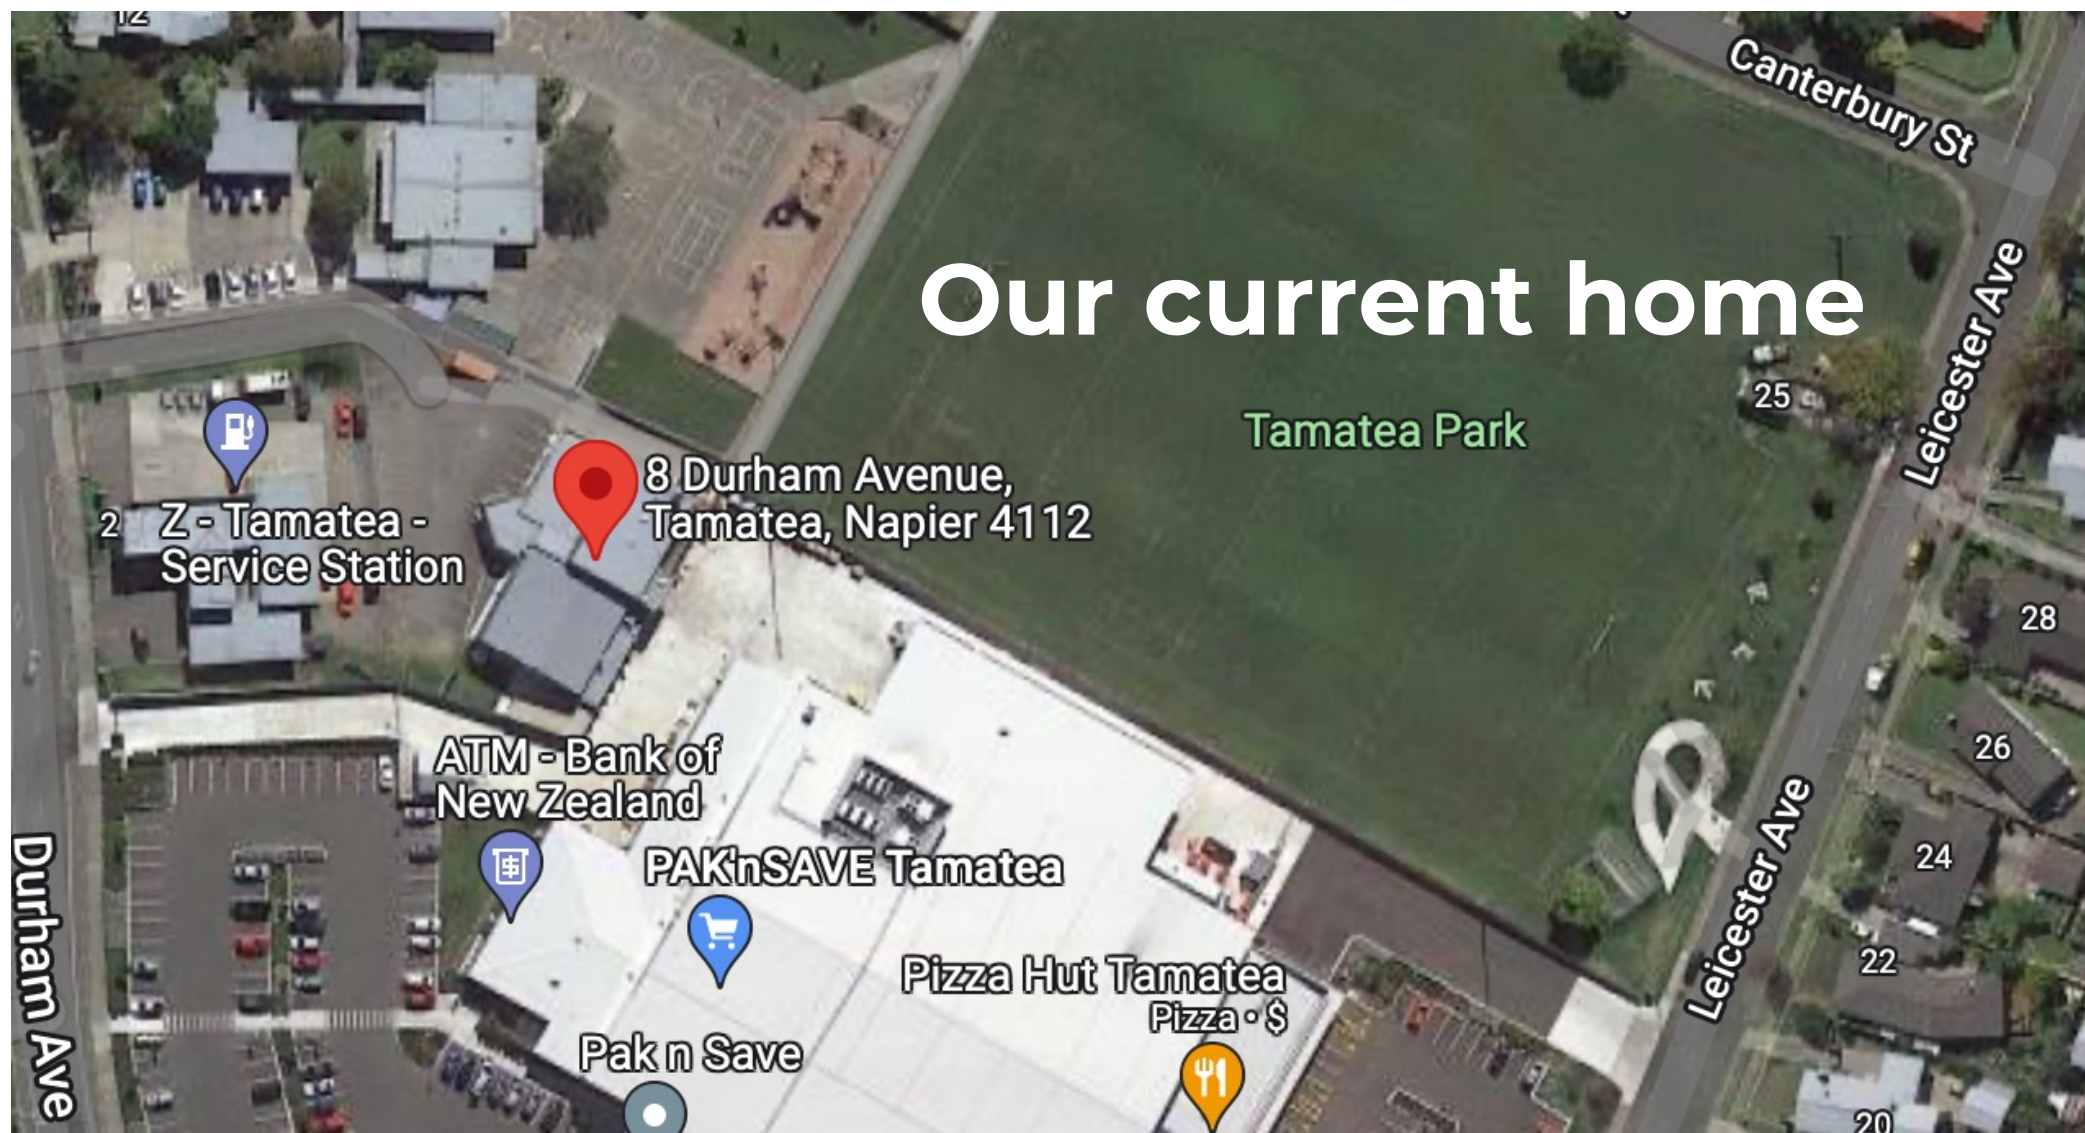 12
Canterbury St
Our current home
Leicester Ave
25
Tamatea Park
8 Durham Avenue,
Tamatea, Napier 4112
2
Z - Tamatea -
Service Station
28
26
ATM - Bank of
New Zealand
Leicester Ave
24
PAK'nSAVE Tamatea
Durham Ave
22
Pizza Hut Tamatea
Pizza • $
Pak n Save
20